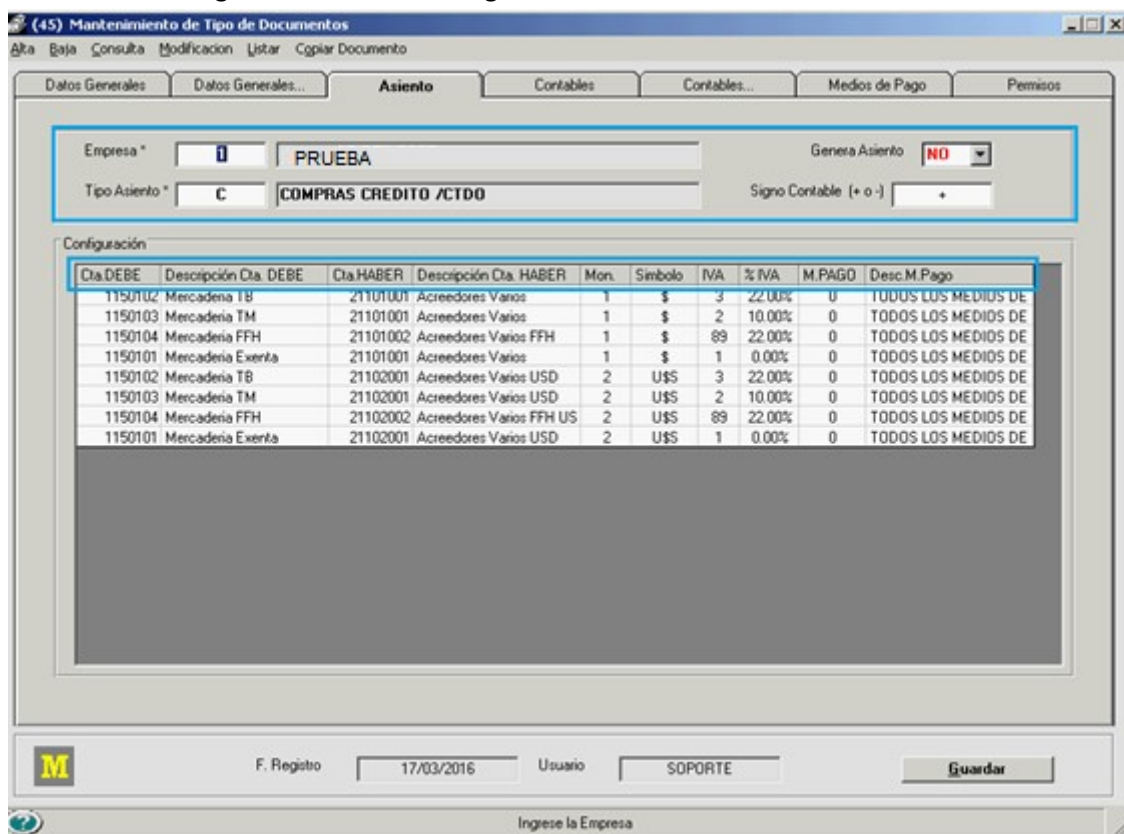 (45) Mantenimiento de Tipo de Documentos
Alta Baja Consulta Modificacion Listar Copiar Documento
Datos Generales Datos Generales... Asiento Contables Contables... Medios de Pago Permisos
Empresa * 1 PRUEBA Genera Asiento NO
Tipo Asiento * C COMPRAS CREDITO /CTDO Signo Contable (+ o -) +
Configuración
Cta.DEBE Descripción Cta. DEBE Cta.HABER Descripción Cta. HABER Mon. Simbolo IVA % IVA M.PAGO Desc.M.Pago
1150102 Mercaderia TB 21101001 Acreedores Varios 1 $ 3 22.00% 0 TODOS LOS MEDIOS DE
1150103 Mercaderia TM 21101001 Acreedores Varios 1 $ 2 10.00% 0 TODOS LOS MEDIOS DE
1150104 Mercaderia FFH 21101002 Acreedores Varios FFH 1 $ 89 22.00% 0 TODOS LOS MEDIOS DE
1150101 Mercaderia Exenta 21101001 Acreedores Varios 1 $ 1 0.00% 0 TODOS LOS MEDIOS DE
1150102 Mercaderia TB 21102001 Acreedores Varios USD 2 U$S 3 22.00% 0 TODOS LOS MEDIOS DE
1150103 Mercaderia TM 21102001 Acreedores Varios USD 2 U$S 2 10.00% 0 TODOS LOS MEDIOS DE
1150104 Mercaderia FFH 21102002 Acreedores Varios FFH US 2 U$S 89 22.00% 0 TODOS LOS MEDIOS DE
1150101 Mercaderia Exenta 21102001 Acreedores Varios USD 2 U$S 1 0.00% 0 TODOS LOS MEDIOS DE
M F. Registro 17/03/2016 Usuario SOPORTE Guardar
Ingrese la Empresa